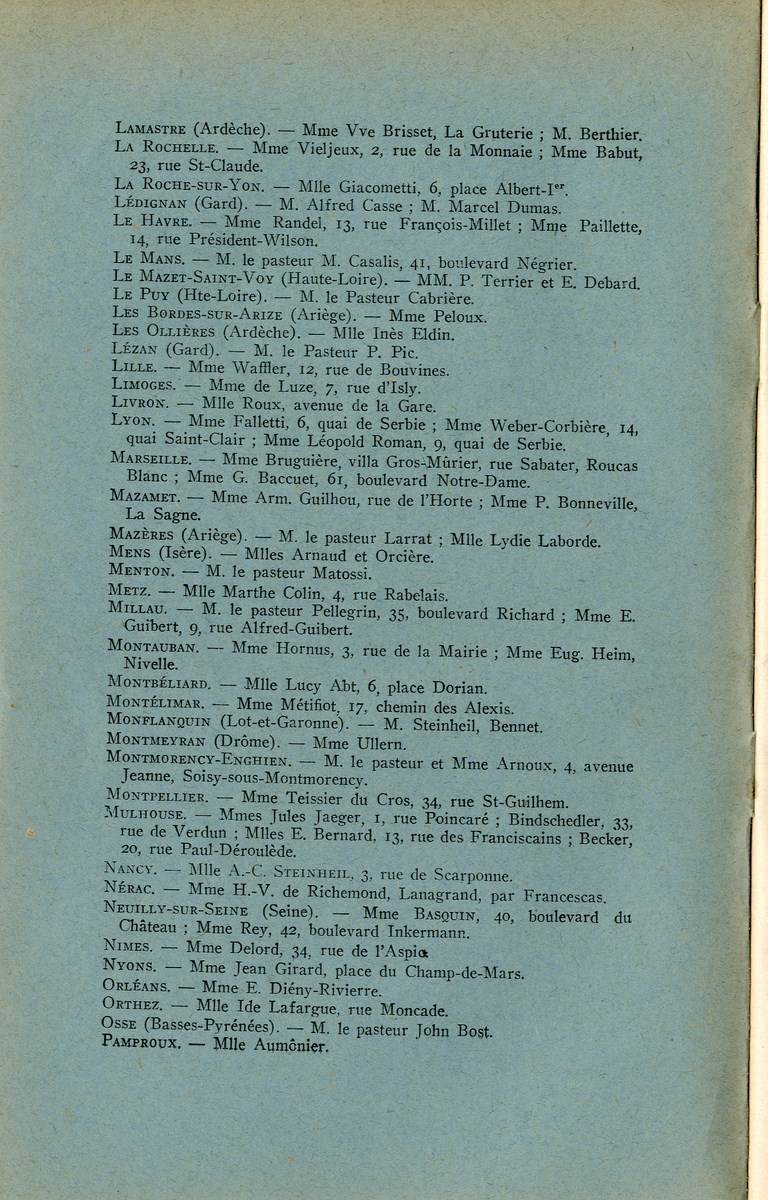 LAMASTRE (Ardèche). — Mme Vve Brisset, La Gruterie ; M. Berthier.
LA ROCHELLE. — Mme Vieljeux, 2, rue de la Monnaie ; Mme Babut,
23, rue St-Claude.
LA ROCHE-SUR-YON. — Mlle Giacometti, 6, place Albert-Ier.
LÉDIGNAN (Gard). — M. Alfred Casse ; M. Marcel Dumas.
LE HAVRE. — Mme Randel, 13, rue François-Millet ; Mme Paillette,
14, rue Président-Wilson.
LE MANS. — M. le pasteur M. Casalis, 41, boulevard Négrier.
LE MAZET-SAINT-VOY (Haute-Loire). — MM. P. Terrier et E. Debard.
LE PUY (Hte-Loire). — M. le Pasteur Cabrière.
LES BORDES-SUR-ARIZE (Ariège). — Mme Peloux.
LES OLLIÈRES (Ardèche). — Mlle Inès Eldin.
LÉZAN (Gard). — M. le Pasteur P. Pic.
LILLE. — Mme Waffler, 12, rue de Bouvines.
LIMOGES. — Mme de Luze, 7, rue d'Isly.
LIVRON. — Mlle Roux, avenue de la Gare.
LYON. — Mme Falletti, 6, quai de Serbie ; Mme Weber-Corbière, 14,
quai Saint-Clair ; Mme Léopold Roman, 9, quai de Serbie.
MARSEILLE. — Mme Bruguière, villa Gros-Mûrier, rue Sabater, Roucas
Blanc ; Mme G. Baccuet, 61, boulevard Notre-Dame.
MAZAMET. — Mme Arm. Guilhou, rue de l'Horte ; Mme P. Bonneville,
La Sagne.
MAZÈRES (Ariège). — M. le pasteur Larrat ; Mlle Lydie Laborde.
MENS (Isère). — Mlles Arnaud et Orcière.
MENTON. — M. le pasteur Matossi.
METZ. — Mlle Marthe Colin, 4, rue Rabelais.
MILLAU. — M. le pasteur Pellegrin, 35, boulevard Richard ; Mme E.
Guibert, 9, rue Alfred-Guibert.
MONTAUBAN. — Mme Hornus, 3, rue de la Mairie ; Mme Eug. Heim,
Nivelle.
MONTBÉLIARD. — Mlle Lucy Abt, 6, place Dorian.
MONTÉLIMAR. — Mme Métifiot, 17, chemin des Alexis.
MONFLANQUIN (Lot-et-Garonne). — M. Steinheil, Bennet.
MONTMEYRAN (Drôme). — Mme Ullern.
MONTMORENCY-ENGHIEN. — M. le pasteur et Mme Arnoux, 4, avenue
Jeanne, Soisy-sous-Montmorency.
MONTPELLIER. — Mme Teissier du Cros, 34, rue St-Guilhem.
MULHOUSE. — Mmes Jules Jaeger, 1, rue Poincaré ; Bindschedler, 33,
rue de Verdun ; Mlles E. Bernard, 13, rue des Franciscains ; Becker,
20, rue Paul-Déroulède.
NANCY. — Mlle A.-C. STEINHEIL, 3, rue de Scarponne.
NÉRAC. — Mme H.-V. de Richemond, Lanagrand, par Francescas.
NEUILLY-SUR-SEINE (Seine). — Mme BASQUIN, 40, boulevard du
Château ; Mme Rey, 42, boulevard Inkermann.
NIMES. — Mme Delord, 34, rue de
NYONS. — Mme Jean Girard, place du Champ-de-Mars.
ORLÉANS. — Mme E. Diény-Rivierre.
ORTHEZ. — Mlle Ide Lafargue, rue Moncade.
OSSE (Basses-Pyrénées). — M. le pasteur John Bost.
PAMPROUX. — Mlle Aumônier.